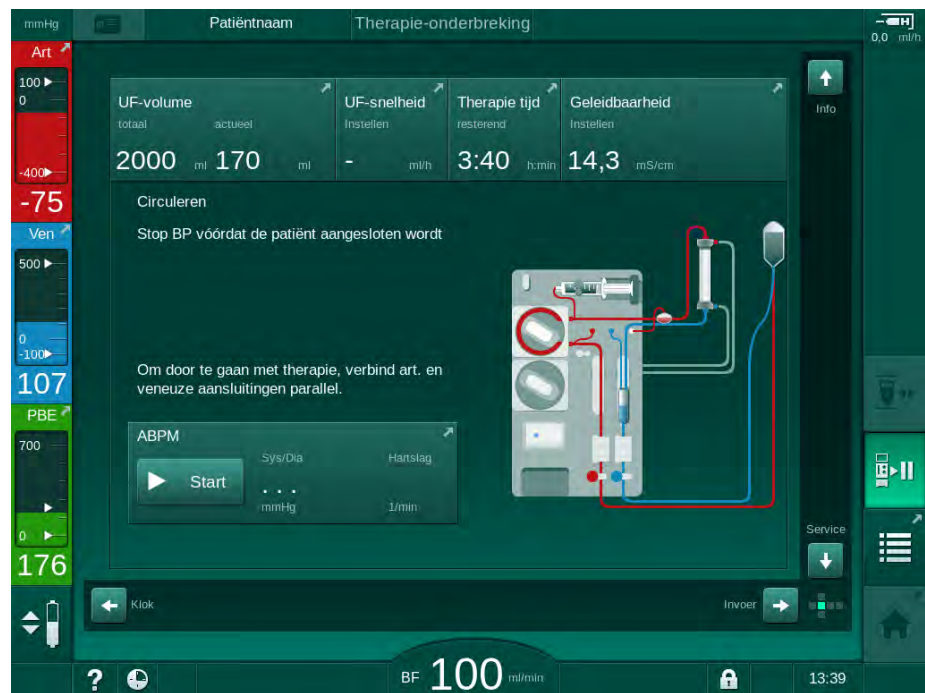 mmHg
Patiëntnaam
Therapie-onderbreking
H
0,0 ml/h
Art
100
0
-400
-75
Ven
500
0
-100
107
PBE
700
0
176
UF-volume
totaal actueel
2000 ml 170 ml
UF-snelheid
Instellen
- ml/h
Therapie tijd
resterend
3:40 h:min
Geleidbaarheid
Instellen
14,3 mS/cm
Info
Circuleren
Stop BP vóórdat de patiënt aangesloten wordt
Om door te gaan met therapie, verbind art. en
veneuze aansluitingen parallel.
ABPM
Sys/Dia Hartslag
Start
. . .
mmHg 1/min
Service
Klok
Invoer
? BF 100 ml/min 13:39